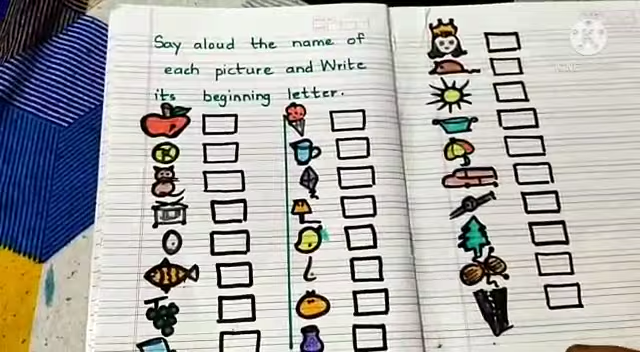 Say aloud the name of
each picture and Write
its beginning letter.